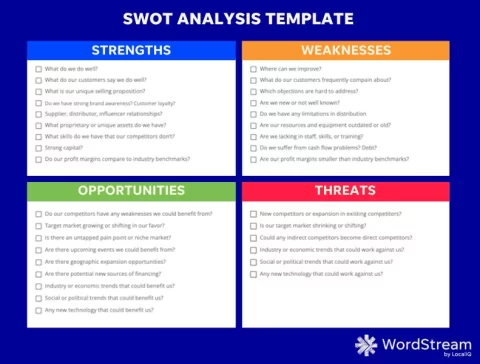 SWOT ANALYSIS TEMPLATE
STRENGTHS
What do we do well?
What do our customers say we do well?
What is our unique selling proposition?
Do we have strong brand awareness? Customer loyalty?
Supplier, distributor, influencer relationships?
What proprietary or unique assets do we have?
What skills do we have that our competitors don't?
Strong capital?
Do our profit margins compare to industry benchmarks?
WEAKNESSES
Where can we improve?
What do our customers frequently compain about?
Which objections are hard to address?
Are we new or not well known?
Do we have any limitations in distribution
Are our resources and equipment outdated or old?
Are we lacking in staff, skills, or training?
Do we suffer from cash flow problems? Debt?
Are our profit margins smaller than industry benchmarks?
OPPORTUNITIES
Do our competitors have any weaknesses we could benefit from?
Target market growing or shifting in our favor?
Is there an untapped pain point or niche market?
Are there upcoming events we could benefit from?
Are there geographic expansion opportunities?
Are there potential new sources of financing?
Industry or economic trends that could benefit us?
Social or political trends that could benefit us?
Any new technology that could benefit us?
THREATS
New competitors or expansion in existing competitors?
Is our target market shrinking or shifting?
Could any indirect competitors become direct competitors?
Industry or economic trends that could work against us?
Social or political trends that could work against us?
Any new technology that could work against us?
WordStream
by LocaliQ